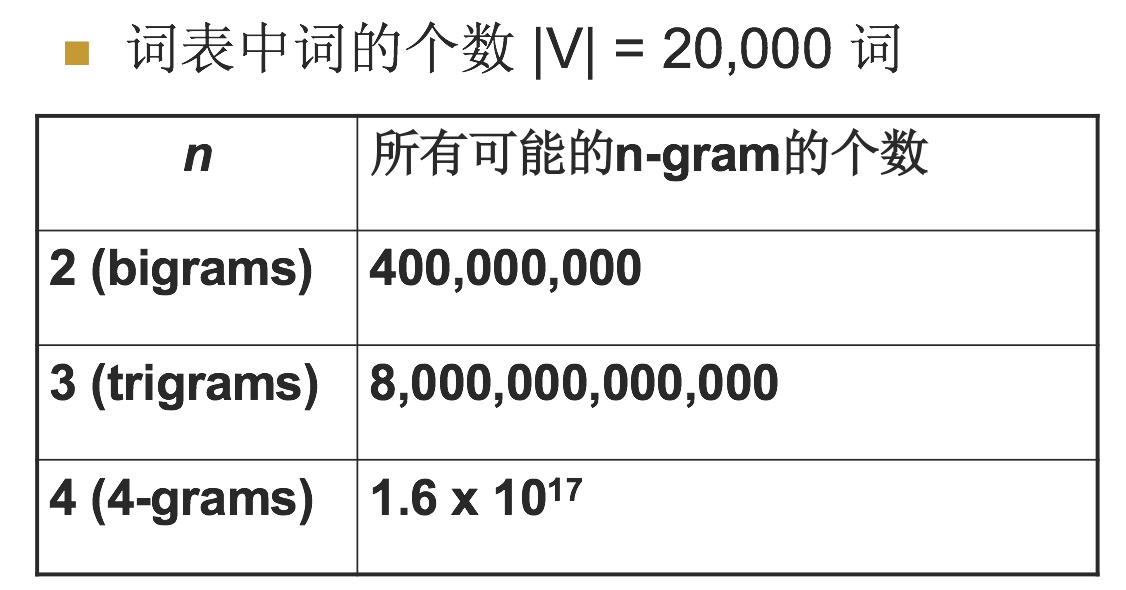 词表中词的个数 |V| = 20,000 词
n 所有可能的n-gram的个数
2 (bigrams) 400,000,000
3 (trigrams) 8,000,000,000,000
4 (4-grams) 1.6 x 10¹⁷